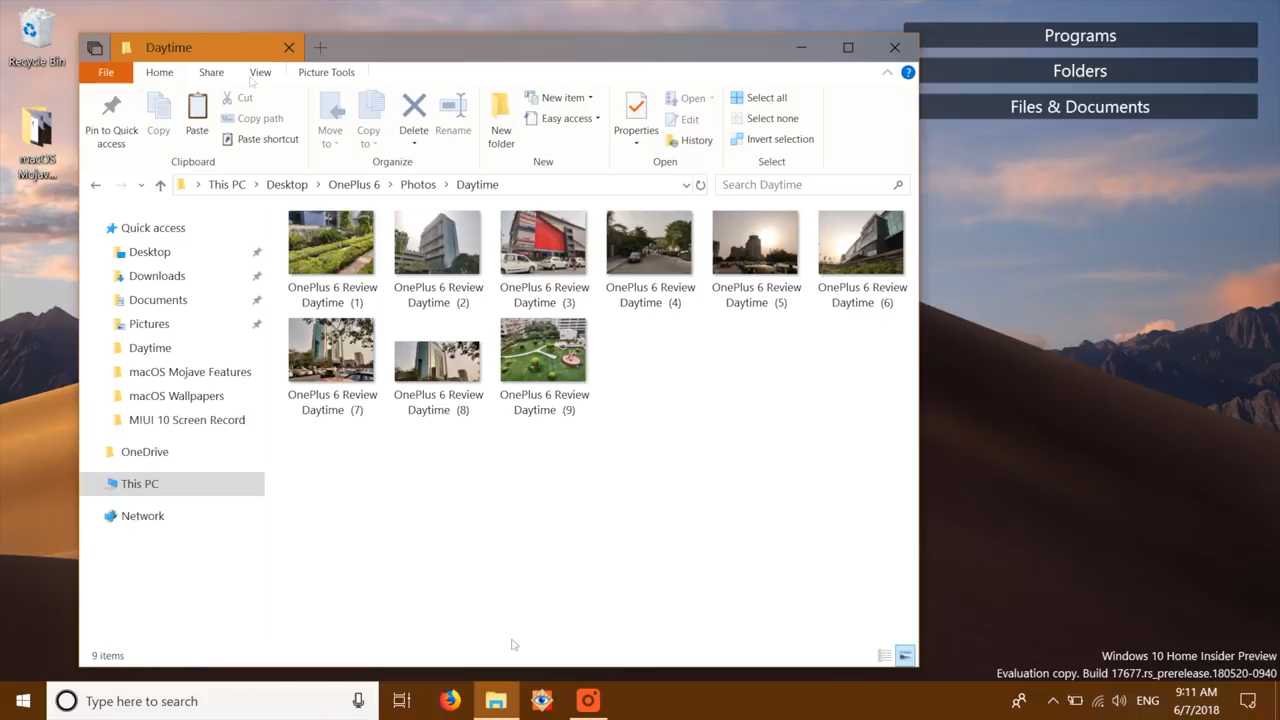 Recycle Bin
macOS
Mojav...
Daytime
File
Home
Share
View
Picture Tools
Pin to Quick
access
Copy
Paste
Cut
Copy path
Paste shortcut
Clipboard
Move
to
Copy
to
Delete
Rename
Organize
New
folder
New item
Easy access
New
Properties
Open
Edit
History
Open
Select all
Select none
Invert selection
Select
This PC
Desktop
OnePlus 6
Photos
Daytime
Search Daytime
Quick access
Desktop
Downloads
Documents
Pictures
Daytime
macOS Mojave Features
macOS Wallpapers
MIUI 10 Screen Record
OneDrive
This PC
Network
OnePlus 6 Review
Daytime (1)
OnePlus 6 Review
Daytime (2)
OnePlus 6 Review
Daytime (3)
OnePlus 6 Review
Daytime (4)
OnePlus 6 Review
Daytime (5)
OnePlus 6 Review
Daytime (6)
OnePlus 6 Review
Daytime (7)
OnePlus 6 Review
Daytime (8)
OnePlus 6 Review
Daytime (9)
9 items
Programs
Folders
Files & Documents
Windows 10 Home Insider Preview
Evaluation copy. Build 17677.rs_prerelease.180520-0940
Type here to search
ENG
9:11 AM
6/7/2018